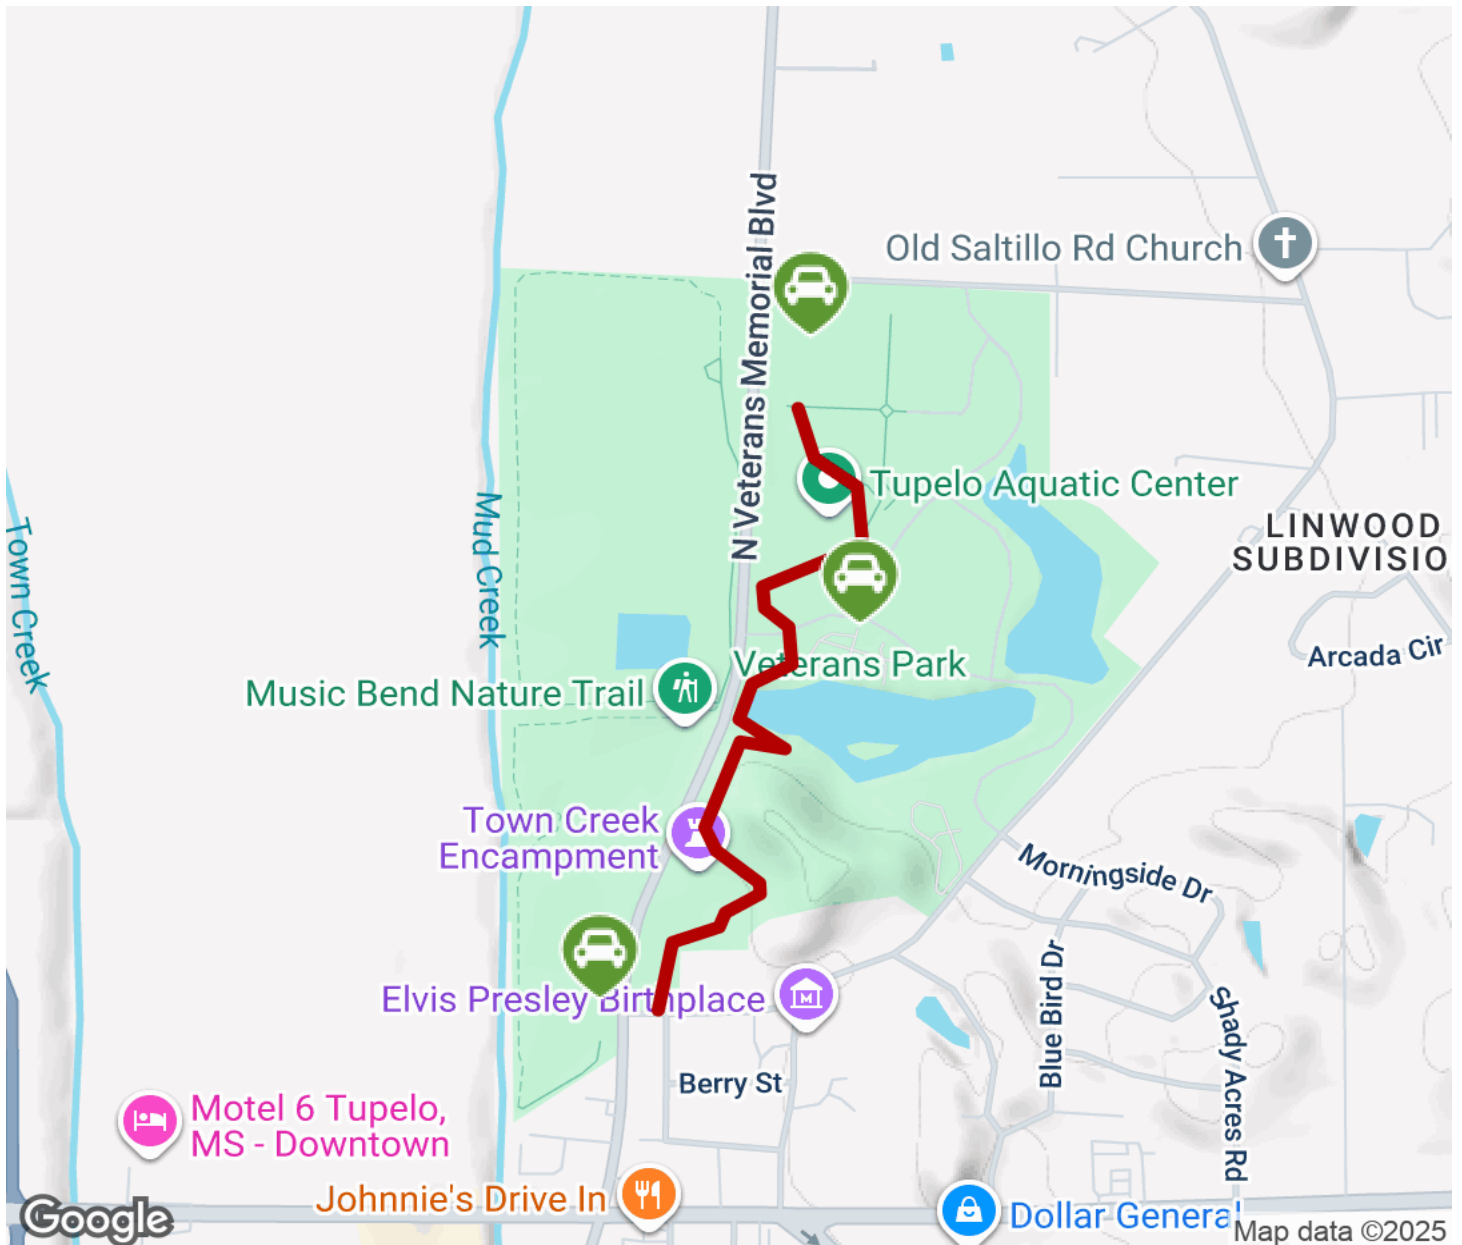 N Veterans Memorial Blvd
Old Saltillo Rd Church
Tupelo Aquatic Center
LINWOOD
SUBDIVISIO
Mud Creek
Town Creek
Arcada Cir
Veterans Park
Music Bend Nature Trail
Town Creek
Encampment
Morningside Dr
Elvis Presley Birthplace
Blue Bird Dr
Shady Acres Rd
Berry St
Motel 6 Tupelo,
MS - Downtown
Johnnie's Drive In
Dollar General
Google
Map data ©2025